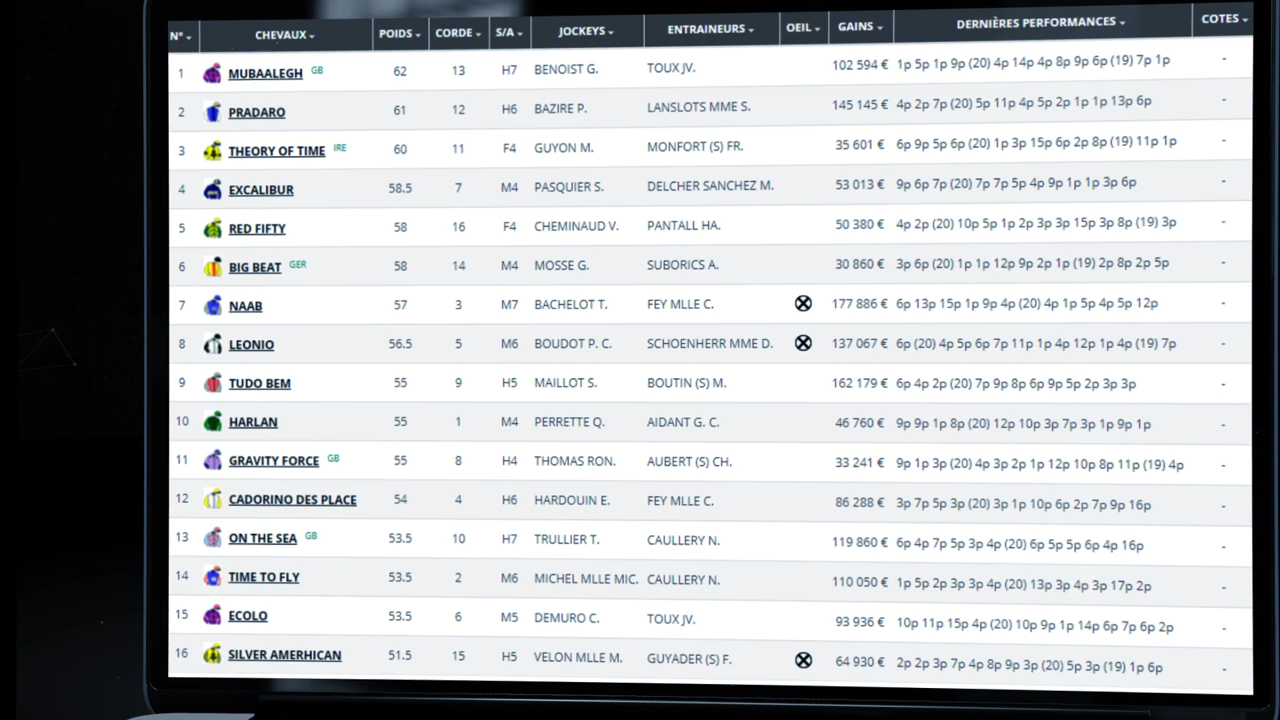 N° CHEVAUX POIDS CORDE S/A JOCKEYS ENTRAINEURS OEIL GAINS DERNIÈRES PERFORMANCES COTES
1 MUBAALEGH GB 62 13 H7 BENOIST G. TOUX JV. 102 594 € 1p 5p 1p 9p (20) 4p 14p 4p 8p 9p 6p (19) 7p 1p -
2 PRADARO 61 12 H6 BAZIRE P. LANSLOTS MME S. 145 145 € 4p 2p 7p (20) 5p 11p 4p 5p 2p 1p 1p 13p 6p -
3 THEORY OF TIME IRE 60 11 F4 GUYON M. MONFORT (S) FR. 35 601 € 6p 9p 5p 6p (20) 1p 3p 15p 6p 2p 8p (19) 11p 1p -
4 EXCALIBUR 58.5 7 M4 PASQUIER S. DELCHER SANCHEZ M. 53 013 € 9p 6p 7p (20) 7p 7p 5p 4p 9p 1p 1p 3p 6p -
5 RED FIFTY 58 16 F4 CHEMINAUD V. PANTALL HA. 50 380 € 4p 2p (20) 10p 5p 1p 2p 3p 3p 15p 3p 8p (19) 3p -
6 BIG BEAT GER 58 14 M4 MOSSE G. SUBORICS A. 30 860 € 3p 6p (20) 1p 1p 12p 9p 2p 1p (19) 2p 8p 2p 5p -
7 NAAB 57 3 M7 BACHELOT T. FEY MLLE C. 177 886 € 6p 13p 15p 1p 9p 4p (20) 4p 1p 5p 4p 5p 12p -
8 LEONIO 56.5 5 M6 BOUDOT P. C. SCHOENHERR MME D. 137 067 € 6p (20) 4p 5p 6p 7p 11p 1p 4p 12p 1p 4p (19) 7p -
9 TUDO BEM 55 9 H5 MAILLOT S. BOUTIN (S) M. 162 179 € 6p 4p 2p (20) 7p 9p 8p 6p 9p 5p 2p 3p 3p -
10 HARLAN 55 1 M4 PERRETTE Q. AIDANT G. C. 46 760 € 9p 9p 1p 8p (20) 12p 10p 3p 7p 3p 1p 9p 1p -
11 GRAVITY FORCE GB 55 8 H4 THOMAS RON. AUBERT (S) CH. 33 241 € 9p 1p 3p (20) 4p 3p 2p 1p 12p 10p 8p 11p (19) 4p -
12 CADORINO DES PLACE 54 4 H6 HARDOUIN E. FEY MLLE C. 86 288 € 3p 7p 5p 3p (20) 3p 1p 10p 6p 2p 7p 9p 16p -
13 ON THE SEA GB 53.5 10 H7 TRULLIER T. CAULLERY N. 119 860 € 6p 4p 7p 5p 3p 4p (20) 6p 5p 5p 6p 4p 16p -
14 TIME TO FLY 53.5 2 M6 MICHEL MLLE MIC. CAULLERY N. 110 050 € 1p 5p 2p 3p 3p 4p (20) 13p 3p 4p 3p 17p 2p -
15 ECOLO 53.5 6 M5 DEMURO C. TOUX JV. 93 936 € 10p 11p 15p 4p (20) 10p 9p 1p 14p 6p 7p 6p 2p -
16 SILVER AMERHICAN 51.5 15 H5 VELON MLLE M. GUYADER (S) F. 64 930 € 2p 2p 3p 7p 4p 8p 9p 3p (20) 5p 3p (19) 1p 6p -